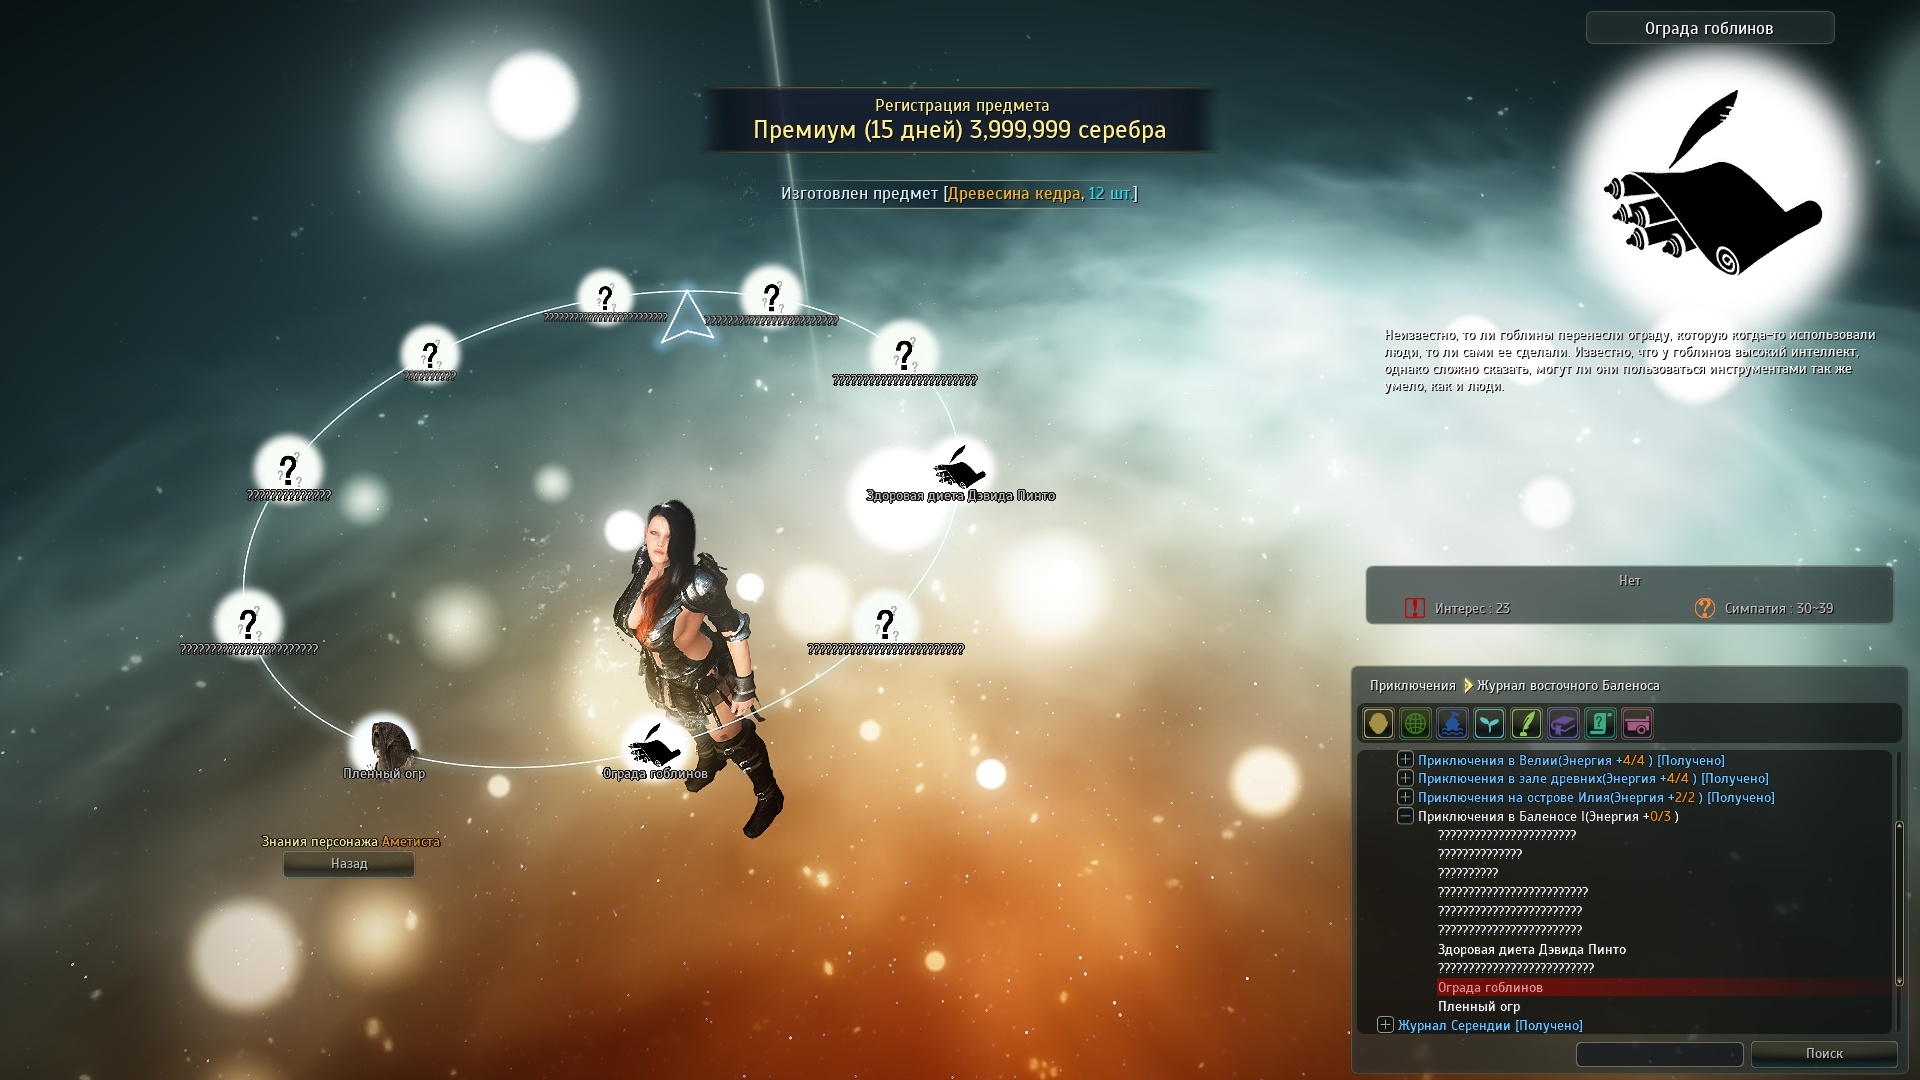 Ограда гоблинов
Регистрация предмета
Премиум (15 дней) 3,999,999 серебра
Изготовлен предмет [Древесина кедра, 12 шт.]
Неизвестно, то ли гоблины перенесли ограду, которую когда-то использовали
люди, то ли сами ее сделали. Известно, что у гоблинов высокий интеллект,
однако сложно сказать, могут ли они пользоваться инструментами так же
умело, как и люди.
?????????????????????????
?????????????????????????
??????????
????????????????????????
Здоровая диета Дэвида Пинто
??????????????
???????????????????????
??????????????????????????
Пленный огр
Ограда гоблинов
Нет
Интерес : 23
Симпатия : 30~39
Знания персонажа Аметиста
Назад
Приключения Журнал восточного Баленоса
Приключения в Велии(Энергия +4/4 ) [Получено]
Приключения в зале древних(Энергия +4/4 ) [Получено]
Приключения на острове Илия(Энергия +2/2 ) [Получено]
Приключения в Баленосе I(Энергия +0/3 )
???????????????????????
??????????????
??????????
?????????????????????????
????????????????????????
????????????????????????
Здоровая диета Дэвида Пинто
??????????????????????????
Ограда гоблинов
Пленный огр
Журнал Серендии [Получено]
Поиск